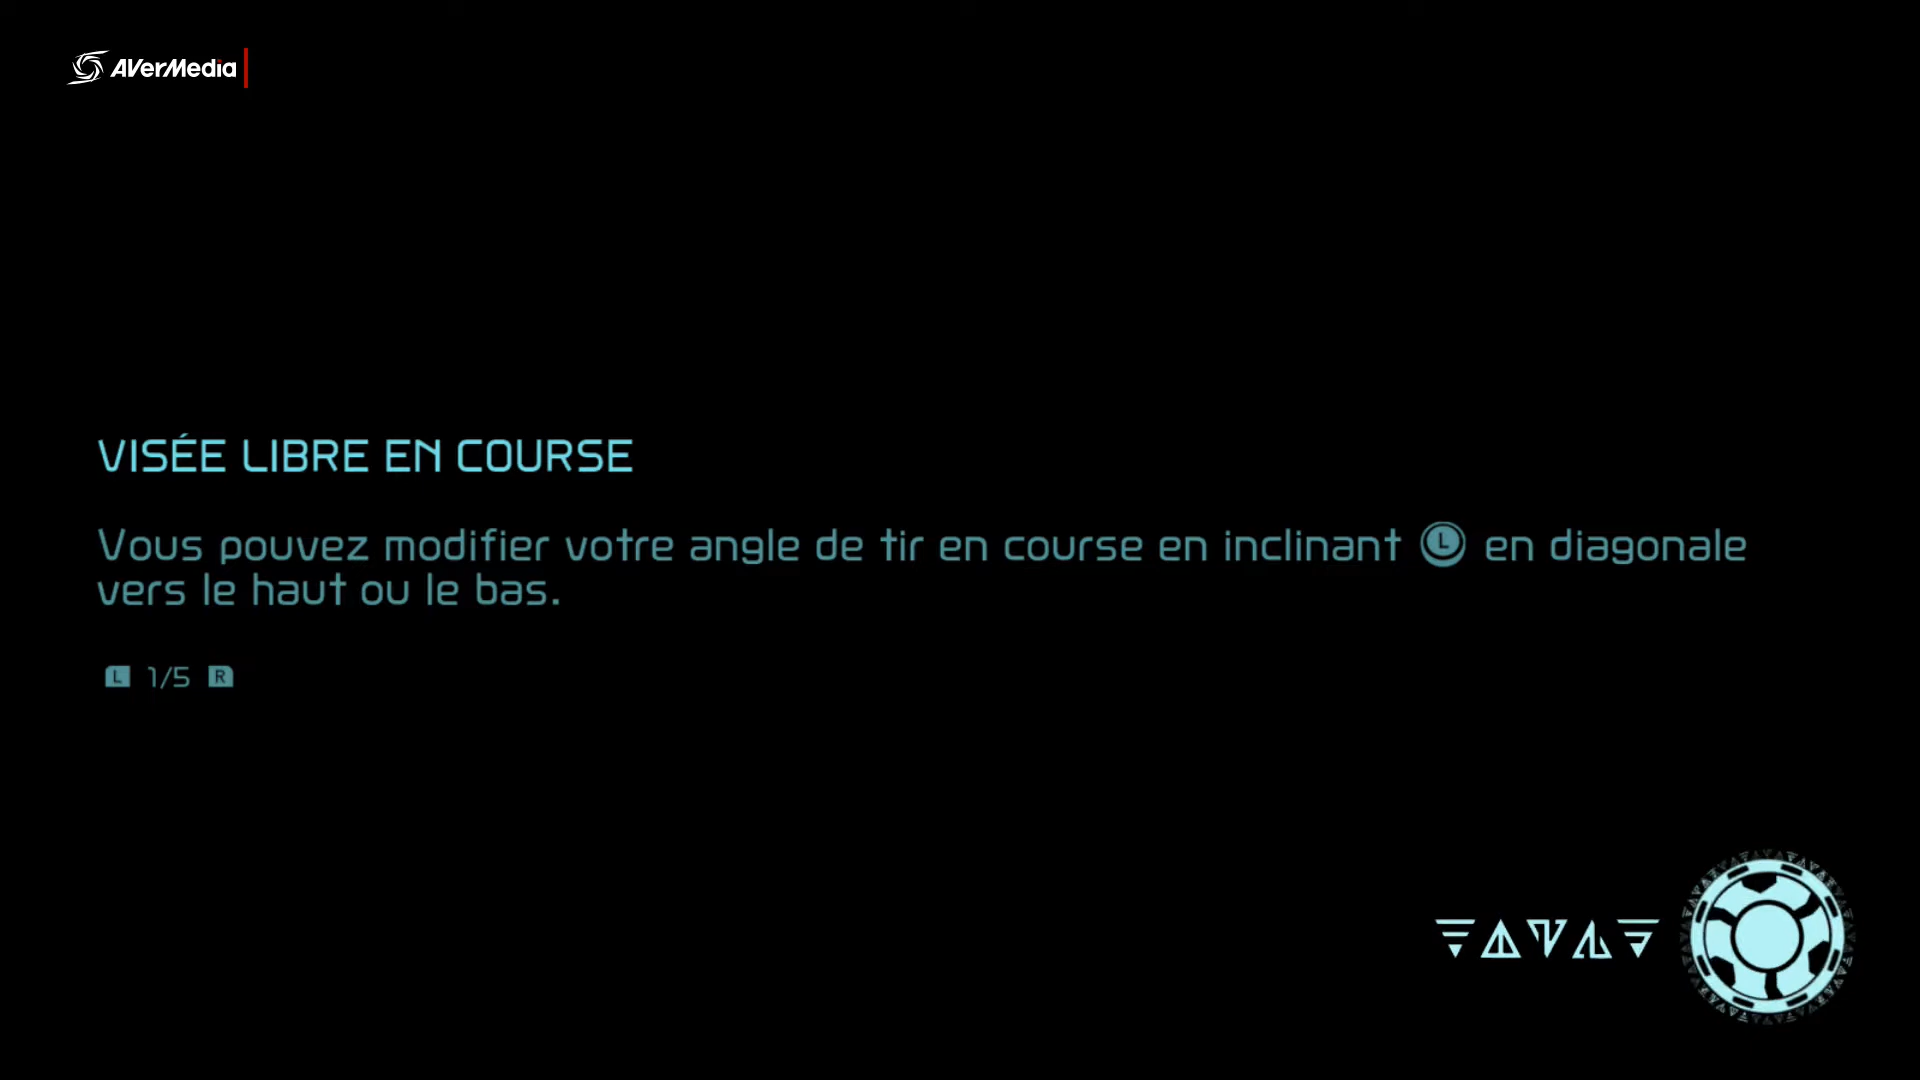 AVerMedia
VISÉE LIBRE EN COURSE
Vous pouvez modifier votre angle de tir en course en inclinant L en diagonale
vers le haut ou le bas.
L 1/5 R